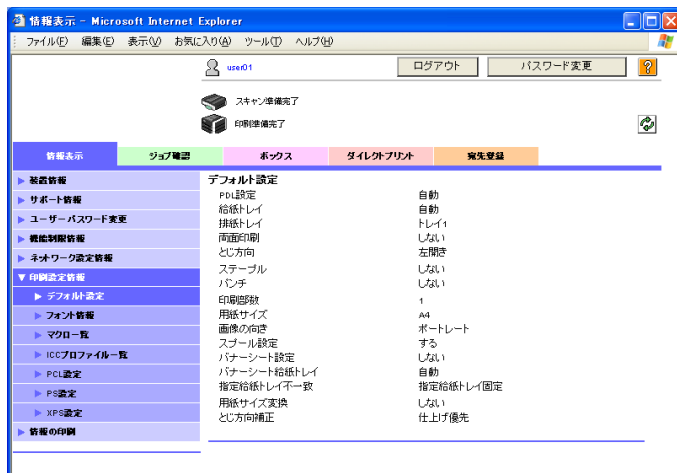 情報表示 - Microsoft Internet Explorer
ファイル(F) 編集(E) 表示(V) お気に入り(A) ツール(T) ヘルプ(H)
user01 ログアウト パスワード変更 ?
スキャン準備完了
印刷準備完了
情報表示 ジョブ確認 ボックス ダイレクトプリント 宛先登録
装置情報
サポート情報
ユーザーパスワード変更
機能制限情報
ネットワーク設定情報
印刷設定情報
デフォルト設定
フォント情報
マクロ一覧
ICCプロファイル一覧
PCL設定
PS設定
XPS設定
情報の印刷
デフォルト設定
PDL設定 自動
給紙トレイ 自動
排紙トレイ トレイ1
両面印刷 しない
とじ方向 左開き
ステープル しない
パンチ しない
印刷部数 1
用紙サイズ A4
画像の向き ポートレート
スプール設定 する
バナーシート設定 しない
バナーシート給紙トレイ 自動
指定給紙トレイ不一致 指定給紙トレイ固定
用紙サイズ変換 しない
とじ方向補正 仕上げ優先